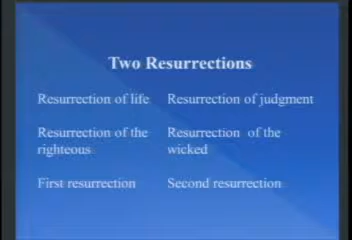 Two Resurrections
Resurrection of life
Resurrection of judgment
Resurrection of the
righteous
Resurrection of the
wicked
First resurrection
Second resurrection